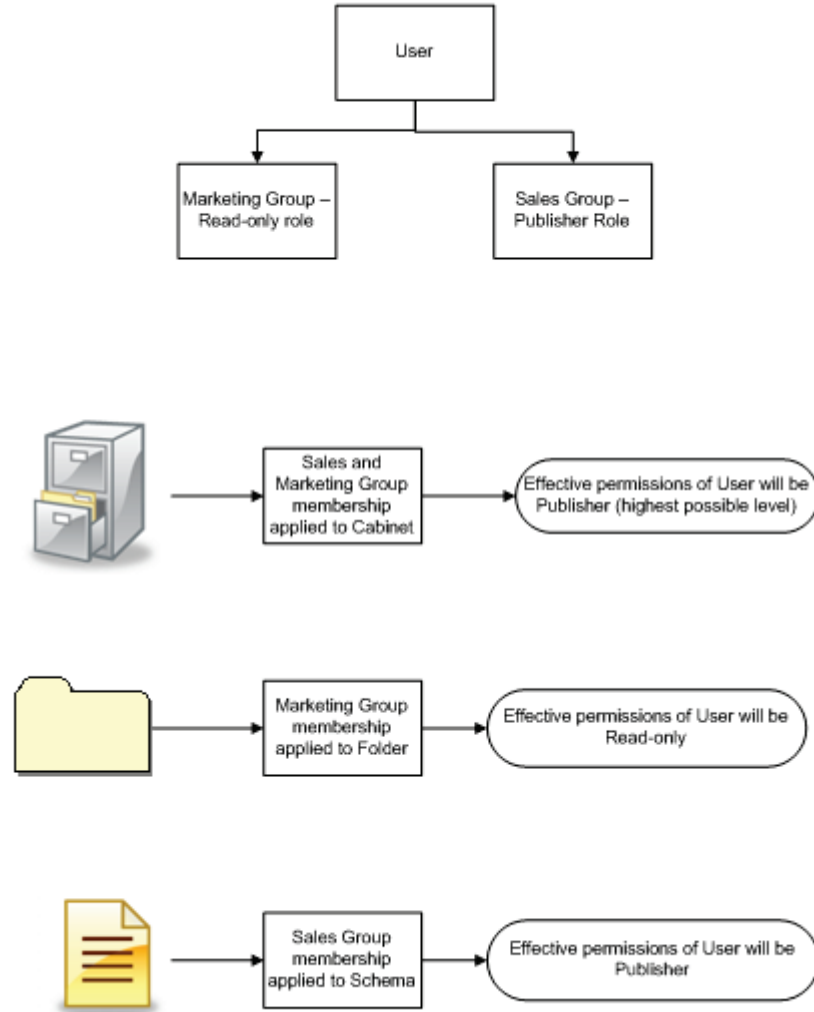 User
Marketing Group –
Read-only role
Sales Group –
Publisher Role
Sales and
Marketing Group
membership
applied to Cabinet
Effective permissions of User will be
Publisher (highest possible level)
Marketing Group
membership
applied to Folder
Effective permissions of User will be
Read-only
Sales Group
membership
applied to Schema
Effective permissions of User will be
Publisher